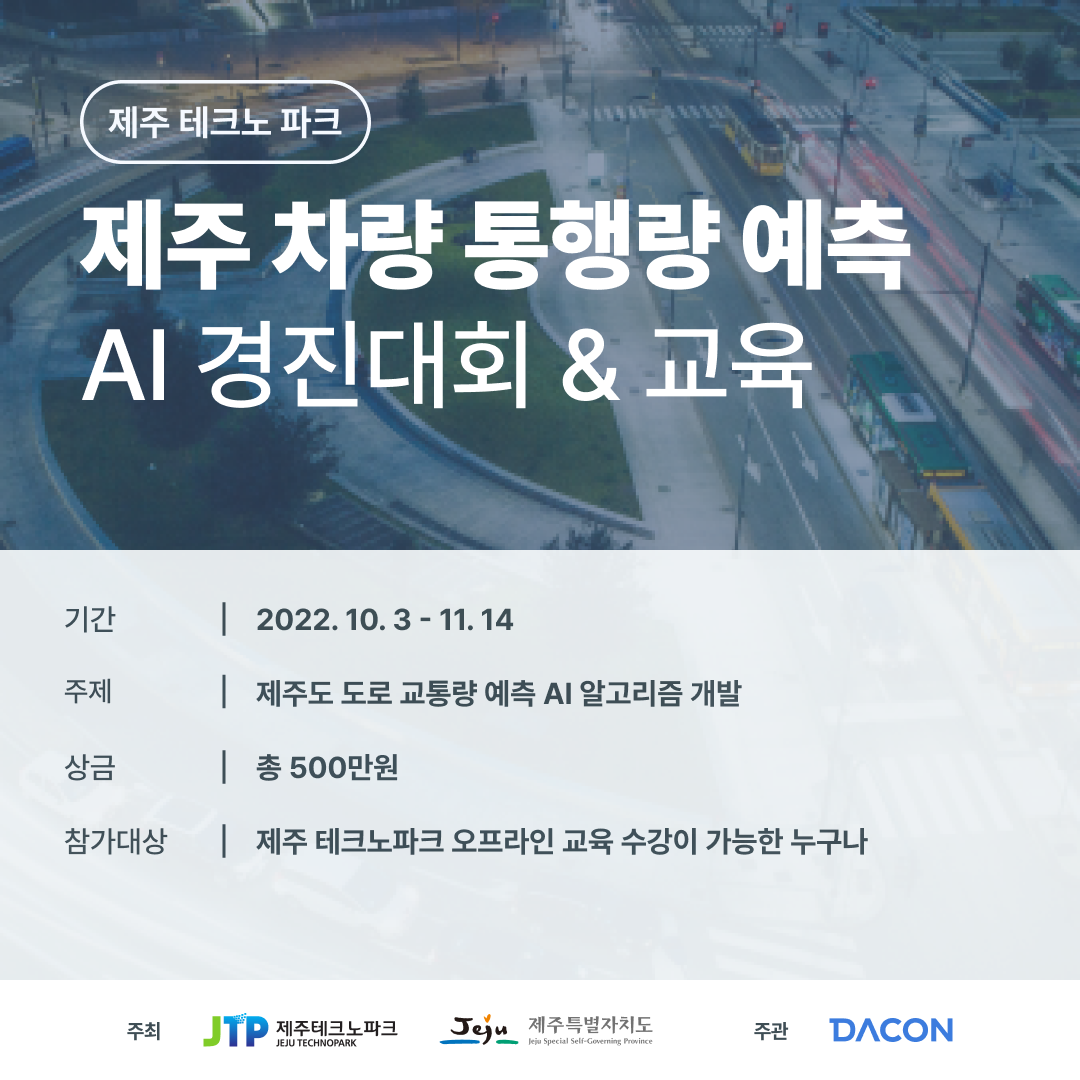 제주 테크노 파크
제주 차량 통행량 예측
AI 경진대회 & 교육
기간 | 2022. 10. 3 - 11. 14
주제 | 제주도 도로 교통량 예측 AI 알고리즘 개발
상금 | 총 500만원
참가대상 | 제주 테크노파크 오프라인 교육 수강이 가능한 누구나
주최 JTP 제주테크노파크 JEJU TECHNOPARK Jeju 제주특별자치도 Jeju Special Self-Governing Province 주관 DACON